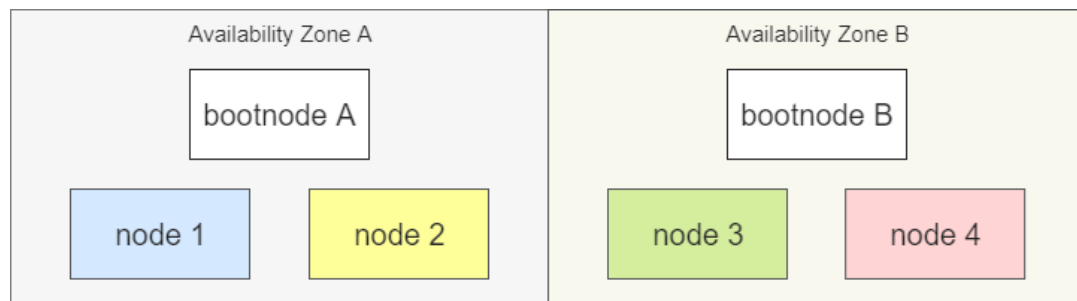 Availability Zone A
Availability Zone B
bootnode A
bootnode B
node 1
node 2
node 3
node 4